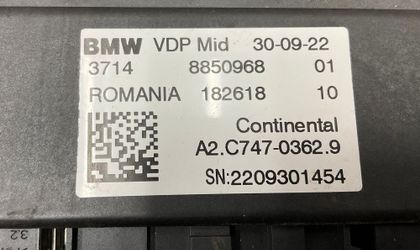 BMW VDP Mid 30-09-22
3714 8850968 01
ROMANIA 182618 10
Continental
A2.C747-0362.9
SN:2209301454
32